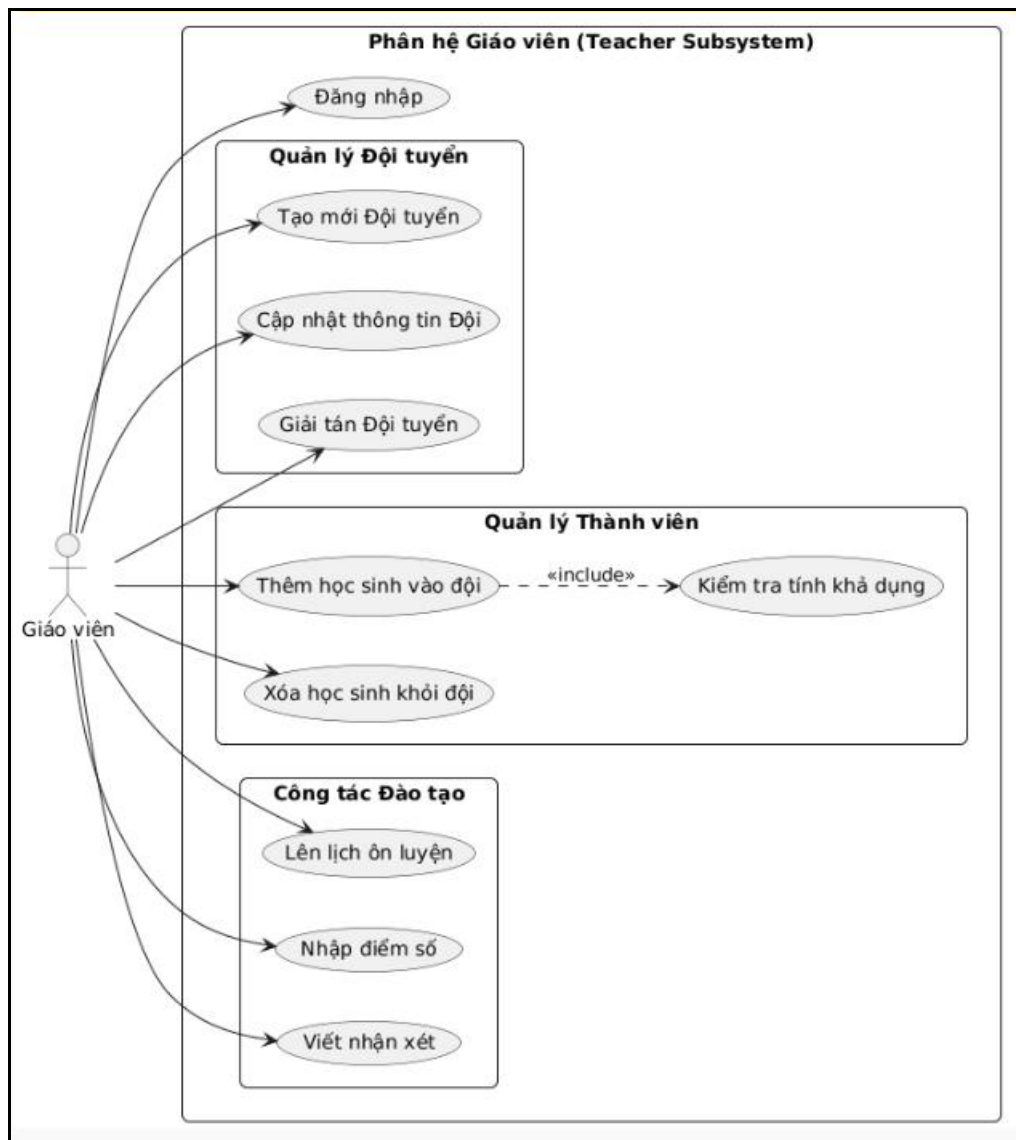 Phân hệ Giáo viên (Teacher Subsystem)
Đăng nhập
Quản lý Đội tuyển
Tạo mới Đội tuyển
Cập nhật thông tin Đội
Giải tán Đội tuyển
Quản lý Thành viên
Thêm học sinh vào đội
«include»
Kiểm tra tính khả dụng
Giáo viên
Xóa học sinh khỏi đội
Công tác Đào tạo
Lên lịch ôn luyện
Nhập điểm số
Viết nhận xét